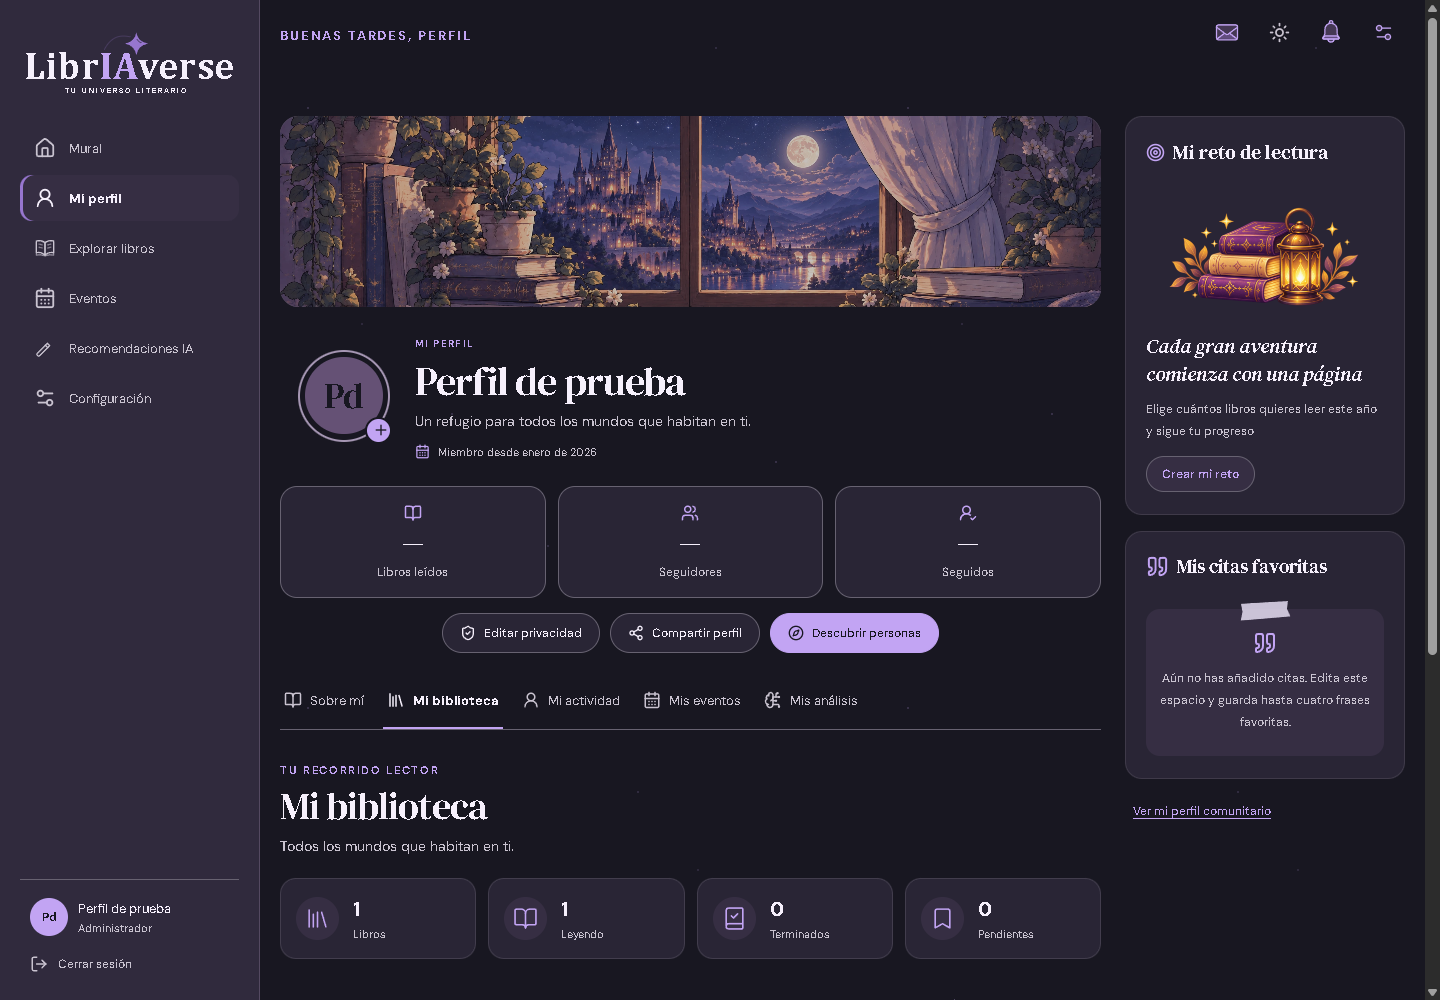 LibrIAverse
TU UNIVERSO LITERARIO
Mural
Mi perfil
Explorar libros
Eventos
Recomendaciones IA
Configuración
Pd
Perfil de prueba
Administrador
Cerrar sesión
BUENAS TARDES, PERFIL
Pd
MI PERFIL
Perfil de prueba
Un refugio para todos los mundos que habitan en ti.
Miembro desde enero de 2026
—
Libros leídos
—
Seguidores
—
Seguidos
Editar privacidad
Compartir perfil
Descubrir personas
Sobre mí
Mi biblioteca
Mi actividad
Mis eventos
Mis análisis
TU RECORRIDO LECTOR
Mi biblioteca
Todos los mundos que habitan en ti.
1
Libros
1
Leyendo
0
Terminados
0
Pendientes
Mi reto de lectura
Cada gran aventura
comienza con una página
Elige cuántos libros quieres leer este año
y sigue tu progreso
Crear mi reto
Mis citas favoritas
Aún no has añadido citas. Edita este
espacio y guarda hasta cuatro frases
favoritas.
Ver mi perfil comunitario